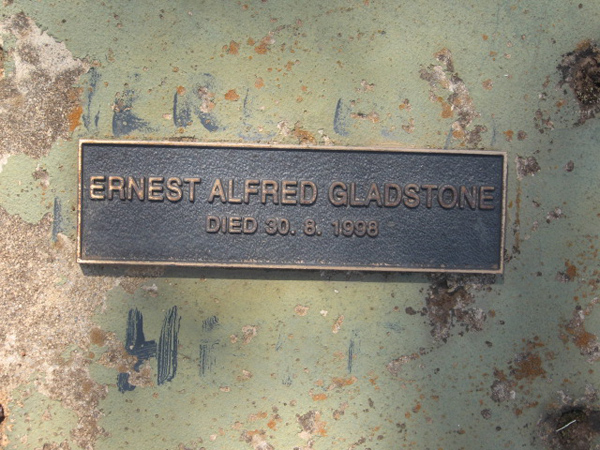 ERNEST ALFRED GLADSTONE
DIED 30. 8. 1998